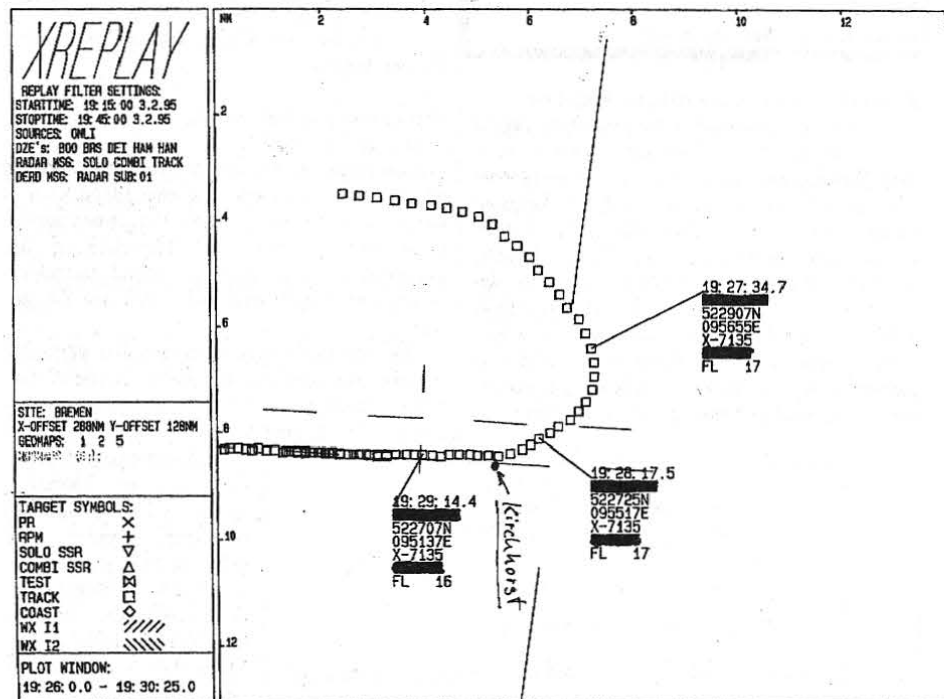 XREPLAY
REPLAY FILTER SETTINGS:
STARTTIME: 19:15:00 3.2.95
STOPTIME: 19:45:00 3.2.95
SOURCES: ONLI
DZE's: BOO BRS DEI HAM HAN
RADAR MSG: SOLO COMBI TRACK
DERD MSG: RADAR SUB:01
SITE: BREMEN
X-OFFSET 288NM Y-OFFSET 128NM
GEOMAPS: 1 2 5
TARGET SYMBOLS:
PR
RPM
SOLO SSR
COMBI SSR
TEST
TRACK
COAST
WX I1
WX I2
PLOT WINDOW:
19:26:0.0 - 19:30:25.0
NM 2 4 6 8 10 12
2
4
6
8
10
12
19:27:34.7
522907N
095655E
X-7135
FL 17
19:28:17.5
522725N
095517E
X-7135
FL 17
19:29:14.4
522707N
095137E
X-7135
FL 16
Kirchhorst